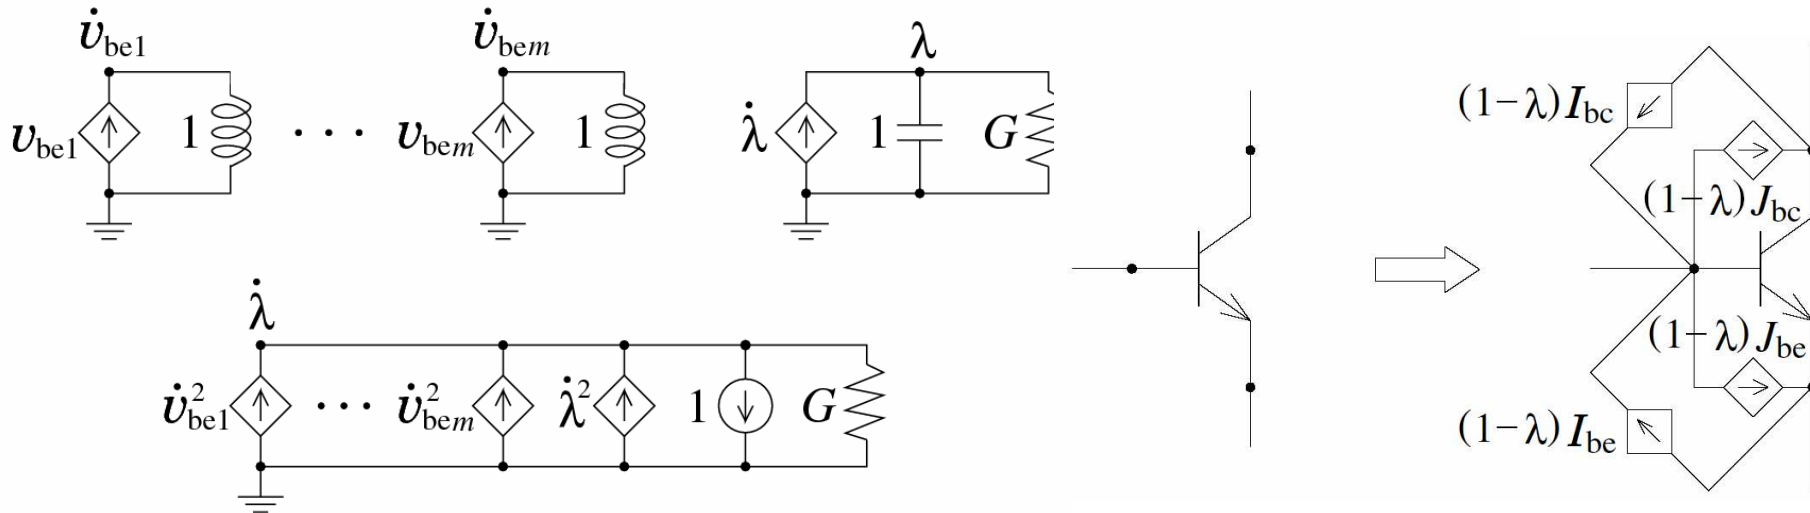 v̇be1 v̇bem λ
vbe1 1 · · · vbem 1 λ̇ 1 G
λ̇
v̇²be1 · · · v̇²bem λ̇² 1 G
(1−λ)Ibc
(1−λ)Jbc
(1−λ)Jbe
(1−λ)Ibe